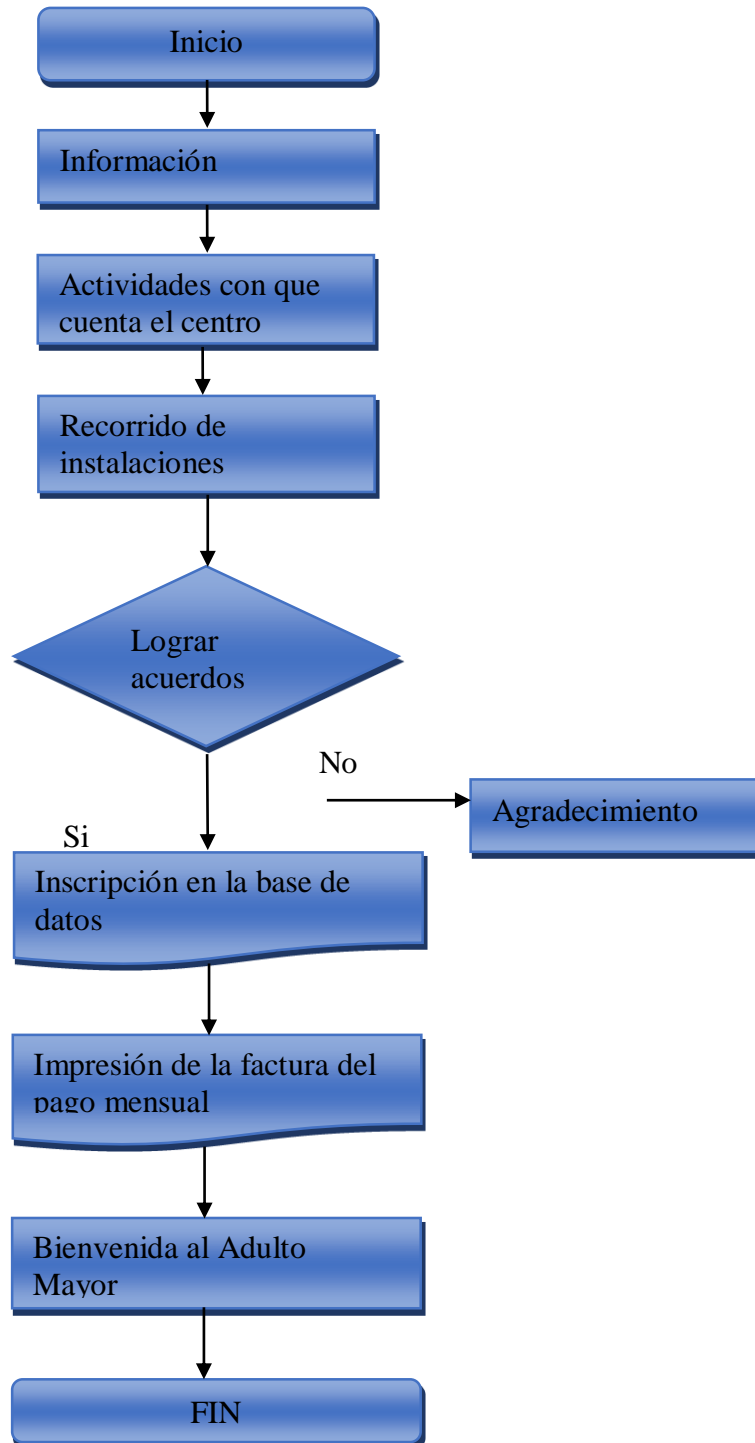 Inicio
Información
Actividades con que
cuenta el centro
Recorrido de
instalaciones
Lograr
acuerdos
No
Agradecimiento
Si
Inscripción en la base de
datos
Impresión de la factura del
pago mensual
Bienvenida al Adulto
Mayor
FIN